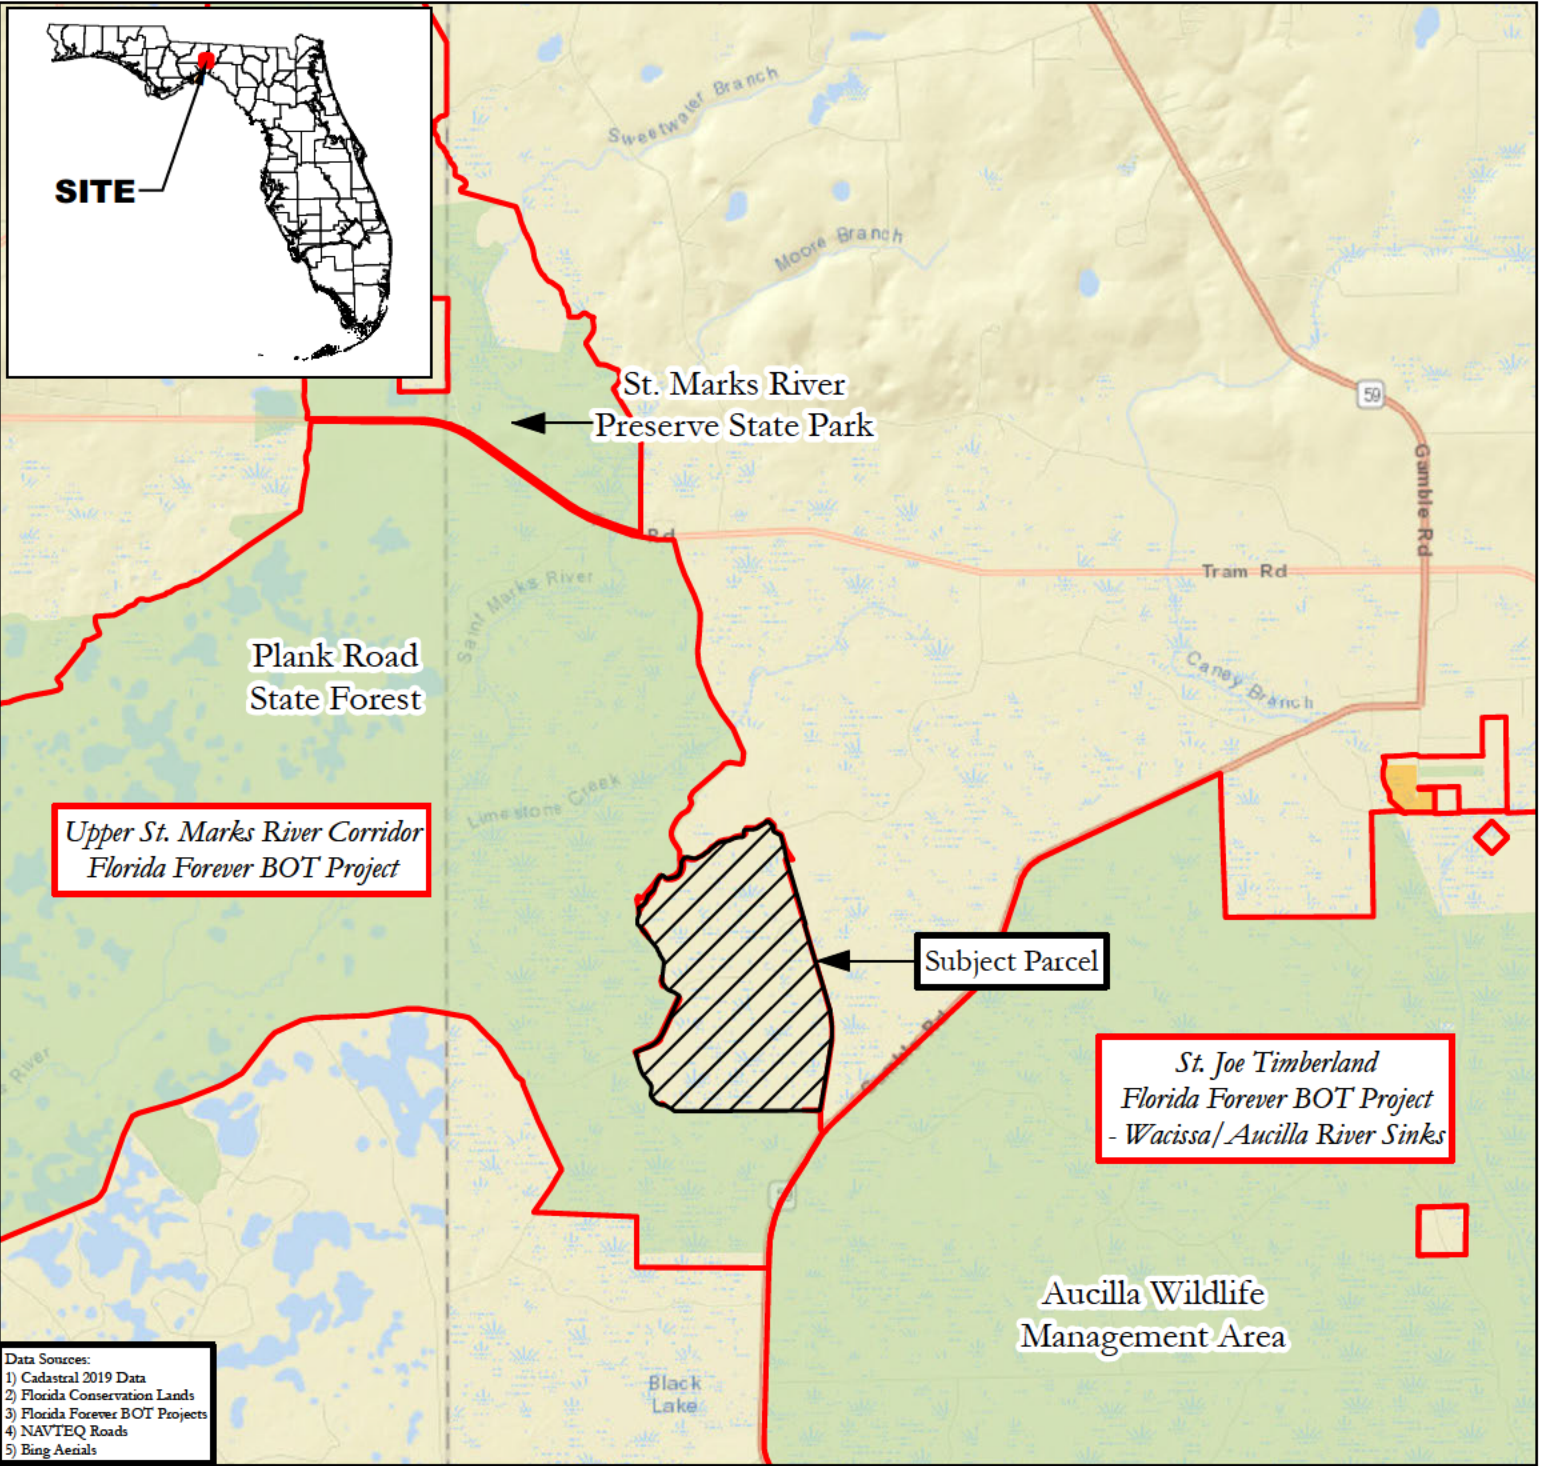 SITE
Sweetwater Branch
Moore Branch
St. Marks River
Preserve State Park
59
Gamble Rd
Rd
Tram Rd
Saint Marks River
Plank Road
State Forest
Caney Branch
Limestone Creek
Upper St. Marks River Corridor
Florida Forever BOT Project
Subject Parcel
Rd
River
St. Joe Timberland
Florida Forever BOT Project
- Wacissa/Aucilla River Sinks
Aucilla Wildlife
Management Area
Black
Lake
Data Sources:
1) Cadastral 2019 Data
2) Florida Conservation Lands
3) Florida Forever BOT Projects
4) NAVTEQ Roads
5) Bing Aerials